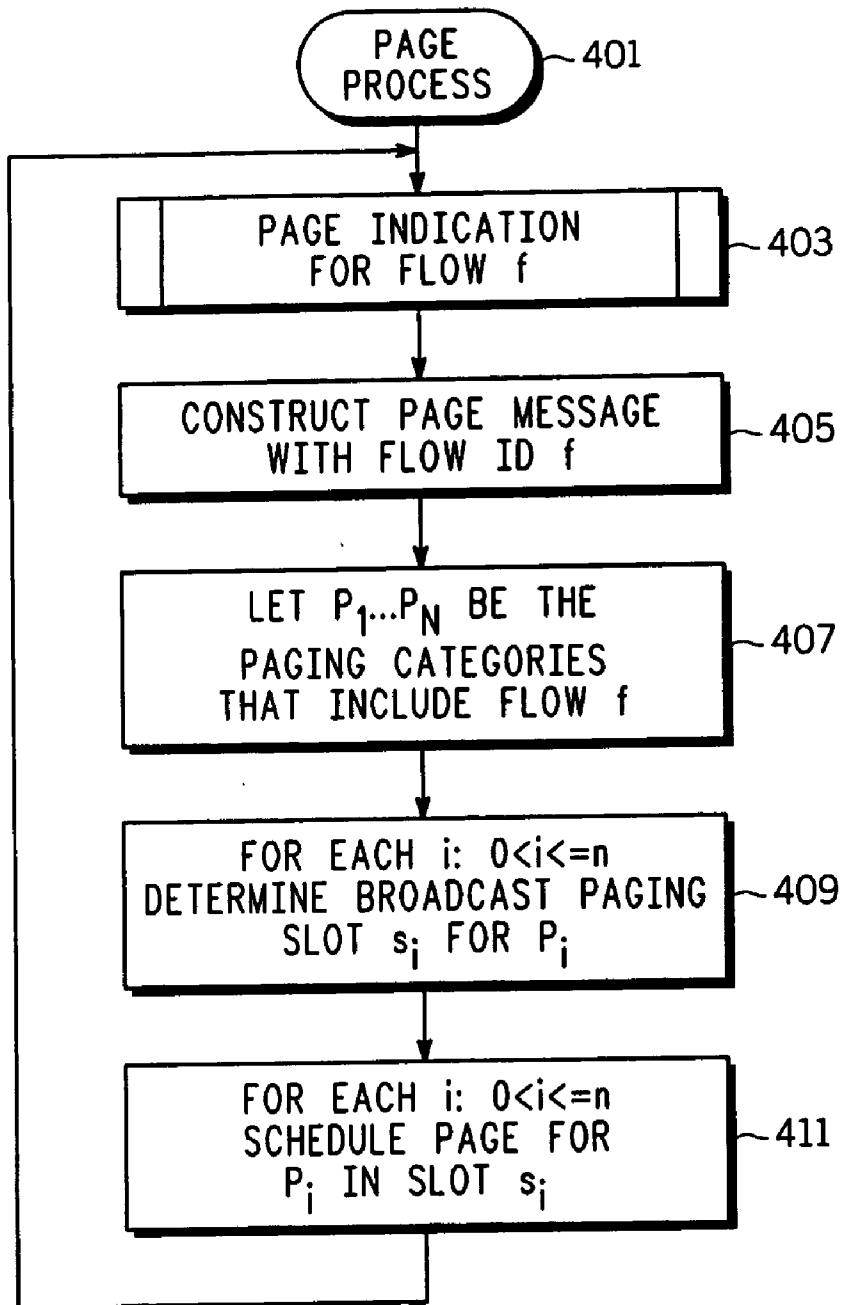 PAGE
PROCESS
401
PAGE INDICATION
FOR FLOW f
403
CONSTRUCT PAGE MESSAGE
WITH FLOW ID f
405
LET P₁...P_N BE THE
PAGING CATEGORIES
THAT INCLUDE FLOW f
407
FOR EACH i: 0<i<=n
DETERMINE BROADCAST PAGING
SLOT sᵢ FOR Pᵢ
409
FOR EACH i: 0<i<=n
SCHEDULE PAGE FOR
Pᵢ IN SLOT sᵢ
411